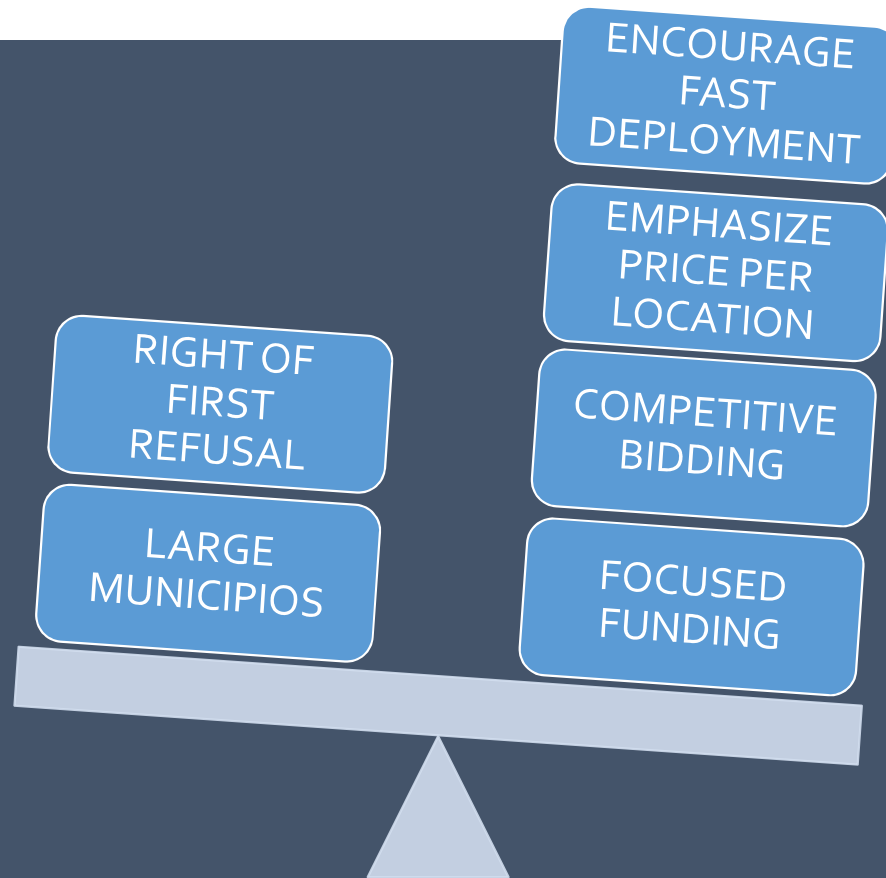 RIGHT OF
FIRST
REFUSAL
LARGE
MUNICIPIOS
ENCOURAGE
FAST
DEPLOYMENT
EMPHASIZE
PRICE PER
LOCATION
COMPETITIVE
BIDDING
FOCUSED
FUNDING